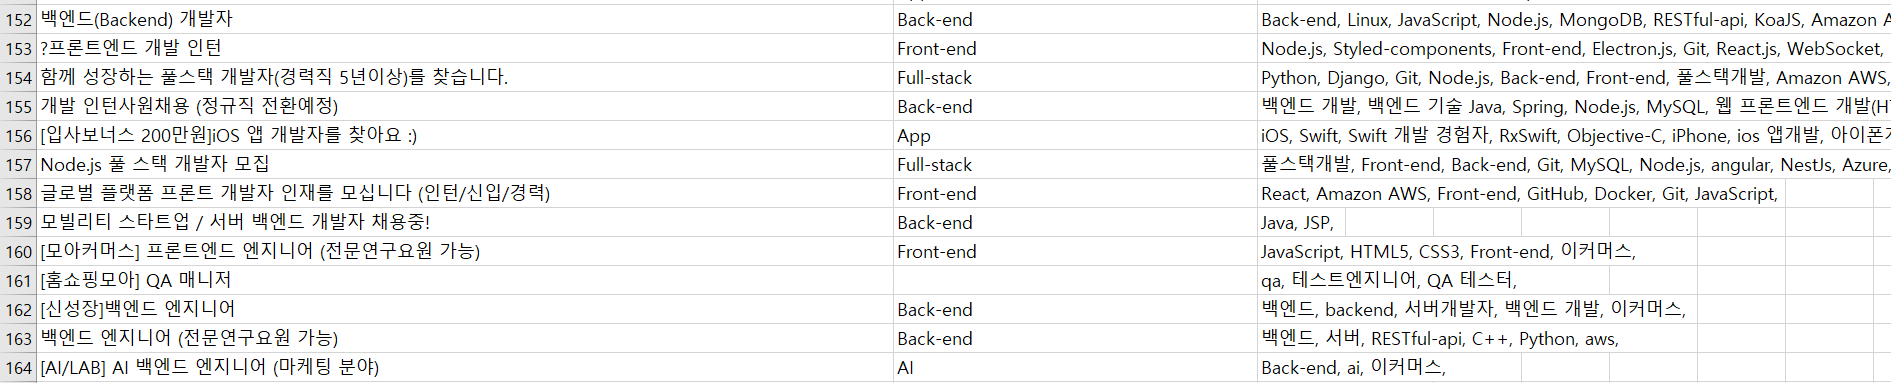 152 백엔드(Backend) 개발자 Back-end Back-end, Linux, JavaScript, Node.js, MongoDB, RESTful-api, KoaJS, Amazon A
153 ?프론트엔드 개발 인턴 Front-end Node.js, Styled-components, Front-end, Electron.js, Git, React.js, WebSocket,
154 함께 성장하는 풀스택 개발자(경력직 5년이상)를 찾습니다. Full-stack Python, Django, Git, Node.js, Back-end, Front-end, 풀스택개발, Amazon AWS,
155 개발 인턴사원채용 (정규직 전환예정) Back-end 백엔드 개발, 백엔드 기술 Java, Spring, Node.js, MySQL, 웹 프론트엔드 개발(HT
156 [입사보너스 200만원]iOS 앱 개발자를 찾아요 :) App iOS, Swift, Swift 개발 경험자, RxSwift, Objective-C, iPhone, ios 앱개발, 아이폰
157 Node.js 풀 스택 개발자 모집 Full-stack 풀스택개발, Front-end, Back-end, Git, MySQL, Node.js, angular, NestJs, Azure,
158 글로벌 플랫폼 프론트 개발자 인재를 모십니다 (인턴/신입/경력) Front-end React, Amazon AWS, Front-end, GitHub, Docker, Git, JavaScript,
159 모빌리티 스타트업 / 서버 백엔드 개발자 채용중! Back-end Java, JSP,
160 [모아커머스] 프론트엔드 엔지니어 (전문연구요원 가능) Front-end JavaScript, HTML5, CSS3, Front-end, 이커머스,
161 [홈쇼핑모아] QA 매니저 qa, 테스트엔지니어, QA 테스터,
162 [신성장]백엔드 엔지니어 Back-end 백엔드, backend, 서버개발자, 백엔드 개발, 이커머스,
163 백엔드 엔지니어 (전문연구요원 가능) Back-end 백엔드, 서버, RESTful-api, C++, Python, aws,
164 [AI/LAB] AI 백엔드 엔지니어 (마케팅 분야) AI Back-end, ai, 이커머스,